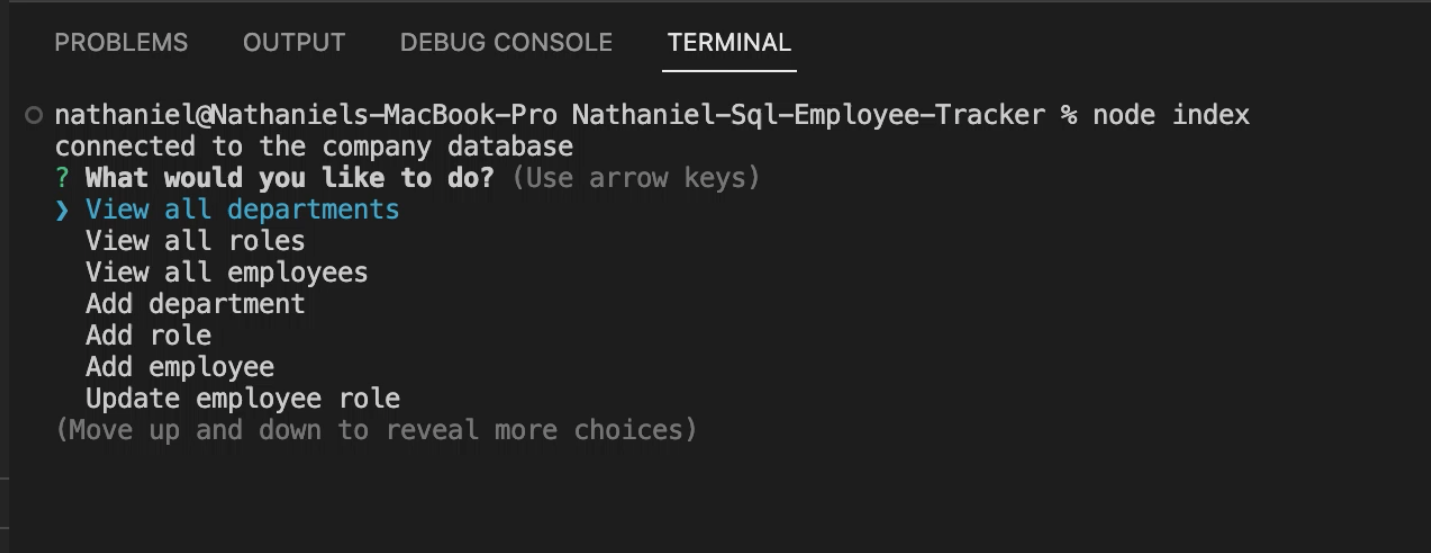 PROBLEMS OUTPUT DEBUG CONSOLE TERMINAL
nathaniel@Nathaniels-MacBook-Pro Nathaniel-Sql-Employee-Tracker % node index
connected to the company database
? What would you like to do? (Use arrow keys)
❯ View all departments
View all roles
View all employees
Add department
Add role
Add employee
Update employee role
(Move up and down to reveal more choices)